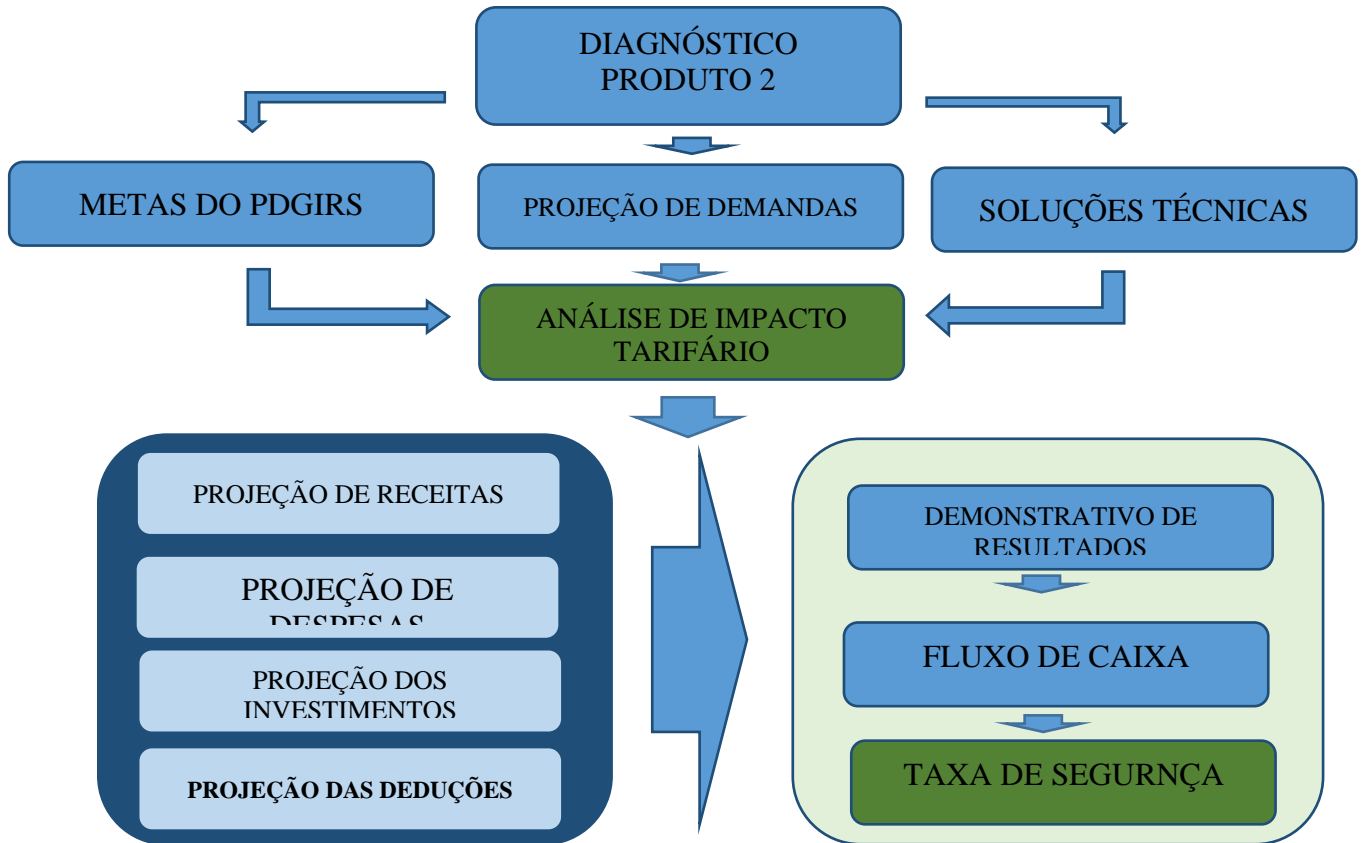 DIAGNÓSTICO
PRODUTO 2
METAS DO PDGIRS
PROJEÇÃO DE DEMANDAS
SOLUÇÕES TÉCNICAS
ANÁLISE DE IMPACTO
TARIFÁRIO
PROJEÇÃO DE RECEITAS
PROJEÇÃO DE
DESPESAS
PROJEÇÃO DOS
INVESTIMENTOS
PROJEÇÃO DAS DEDUÇÕES
DEMONSTRATIVO DE
RESULTADOS
FLUXO DE CAIXA
TAXA DE SEGURNÇA